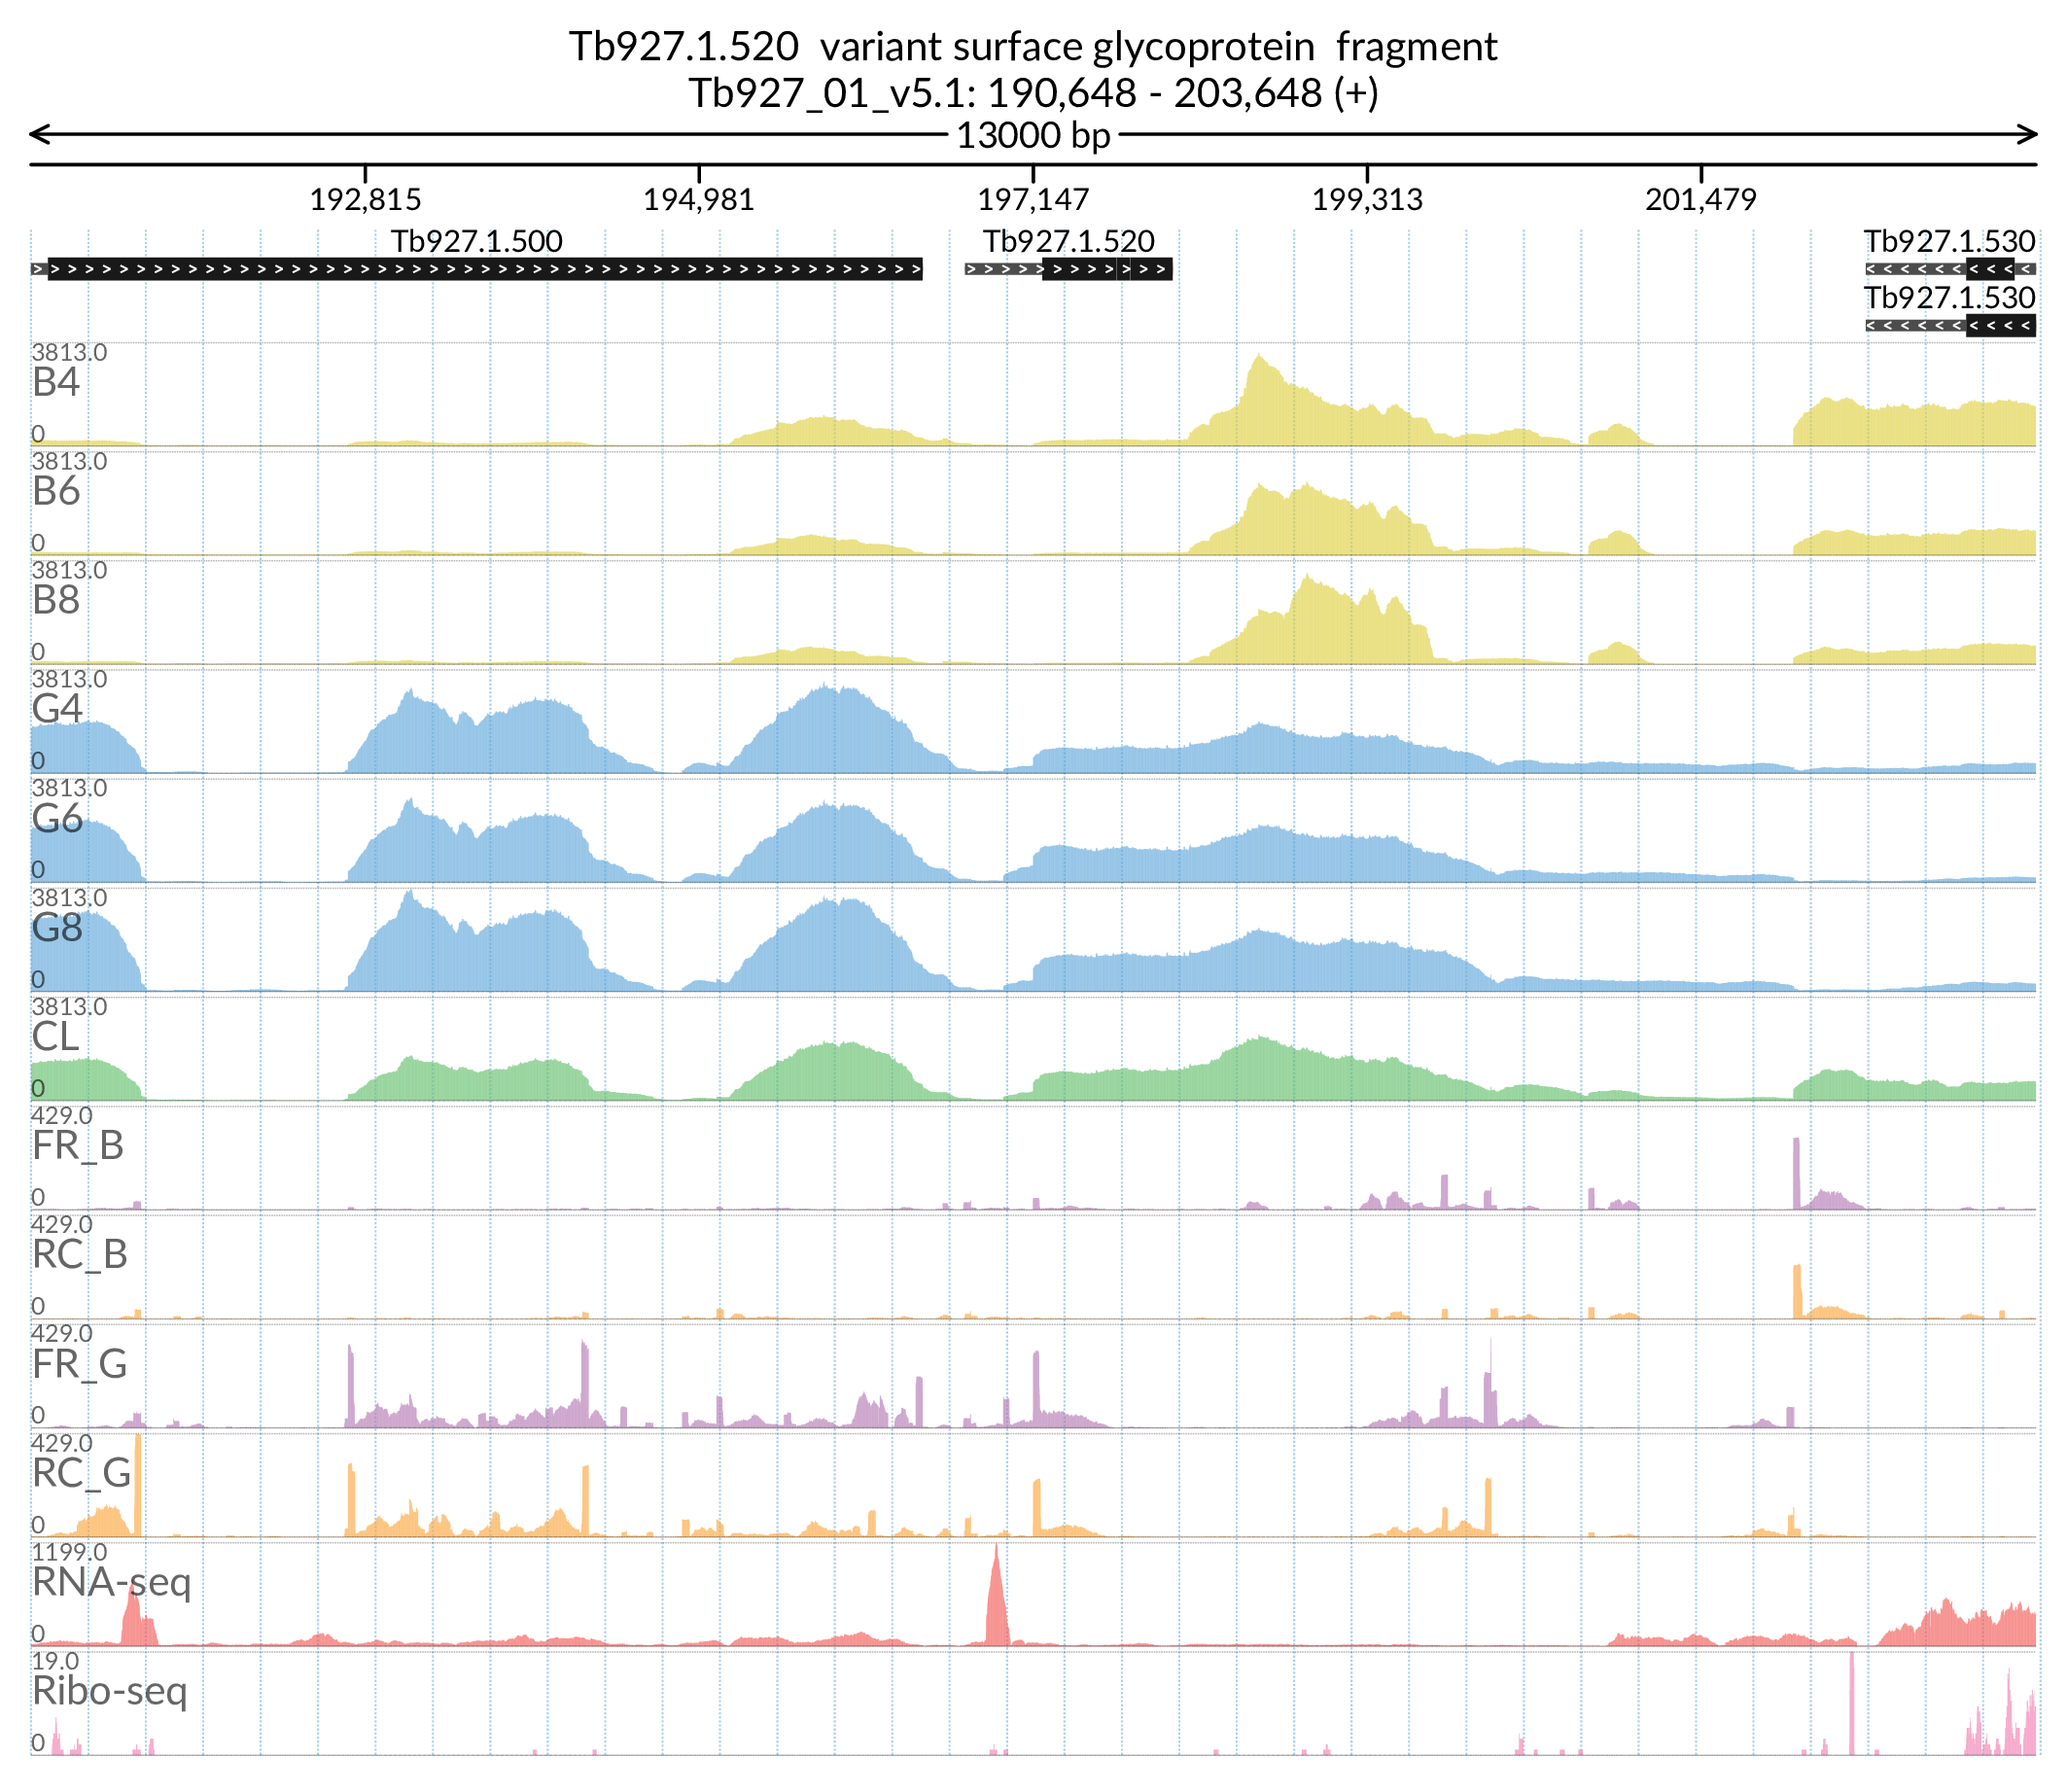 Tb927.1.520 variant surface glycoprotein fragment
Tb927_01_v5.1: 190,648 - 203,648 (+)
13000 bp
192,815 194,981 197,147 199,313 201,479
Tb927.1.500 Tb927.1.520 Tb927.1.530
Tb927.1.530
3813.0
B4
0
3813.0
B6
0
3813.0
B8
0
3813.0
G4
0
3813.0
G6
0
3813.0
G8
0
3813.0
CL
0
429.0
FR_B
0
429.0
RC_B
0
429.0
FR_G
0
429.0
RC_G
0
1199.0
RNA-seq
0
19.0
Ribo-seq
0